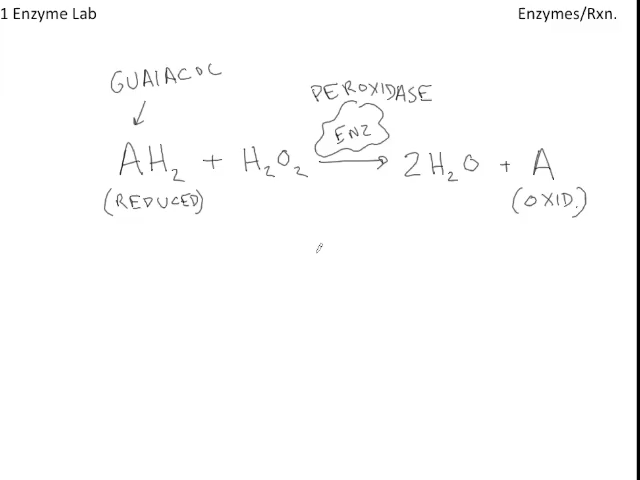 1 Enzyme Lab
Enzymes/Rxn.
GUAIACOL
PEROXIDASE
ENZ
AH₂ + H₂O₂ → 2H₂O + A
(REDUCED)
(OXID.)